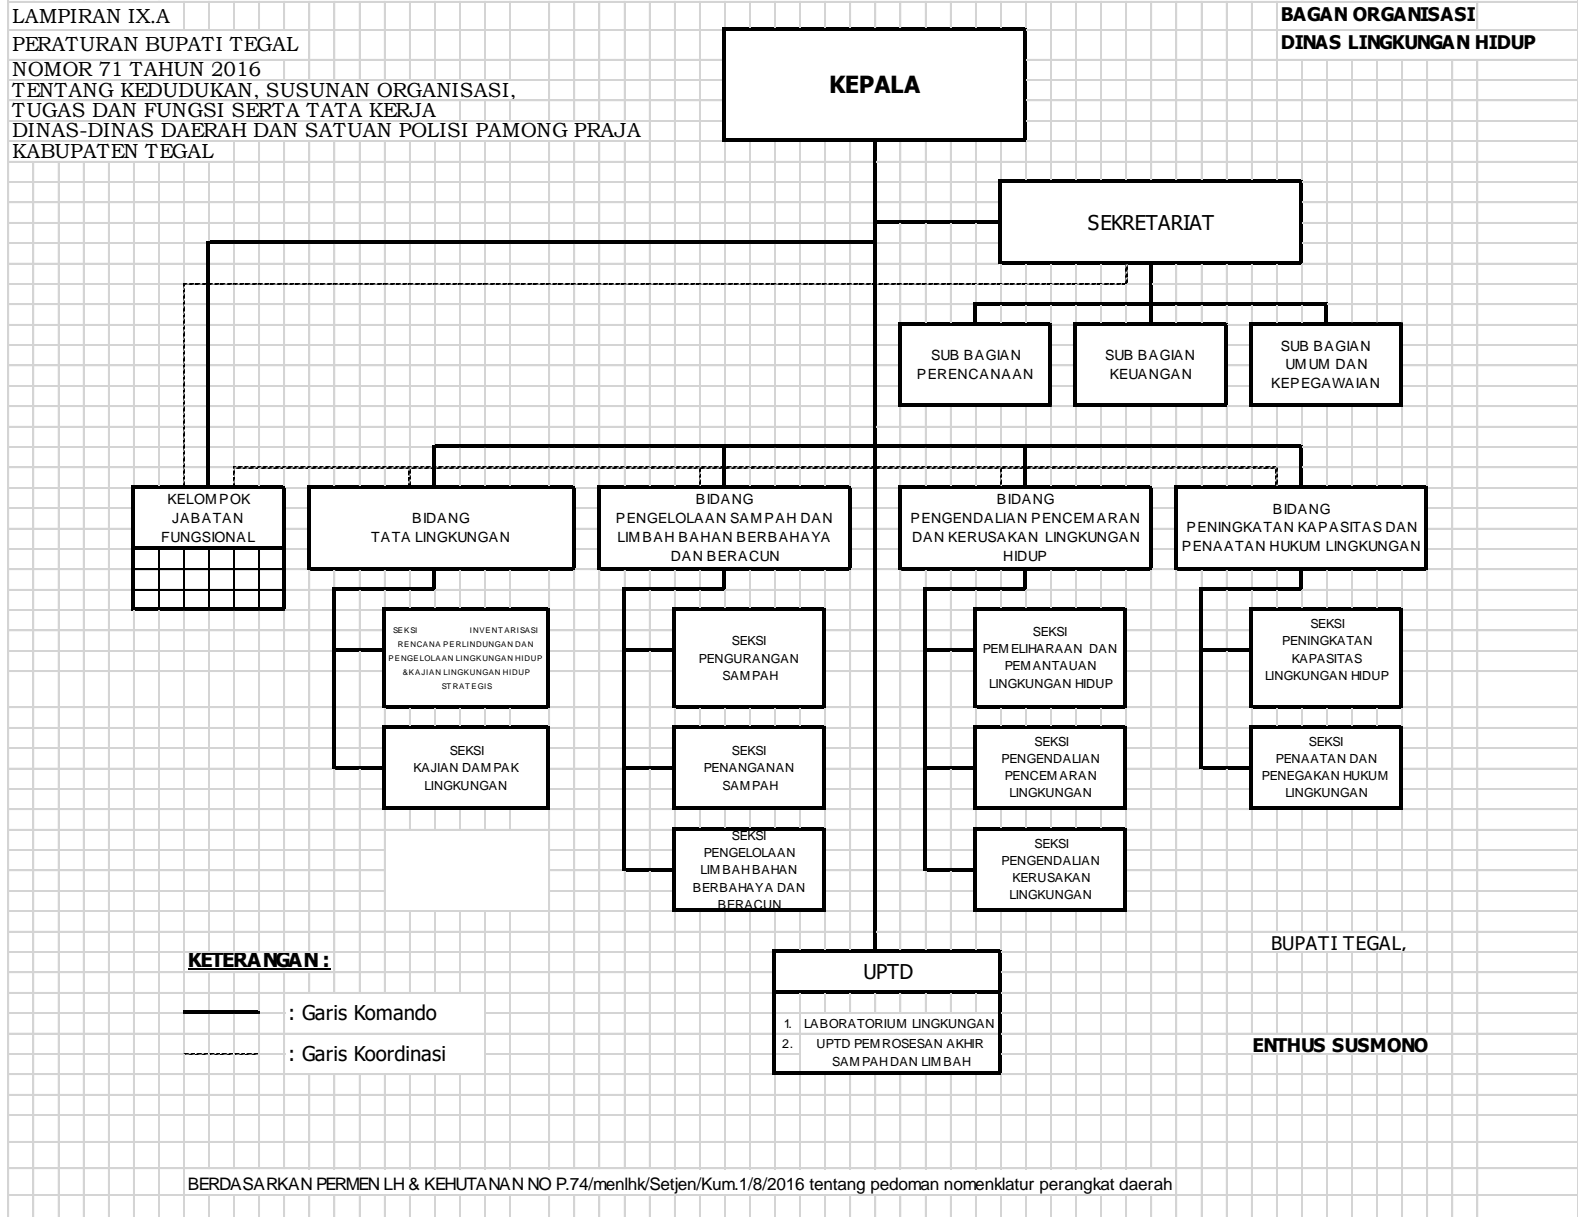 LAMPIRAN IX.A
PERATURAN BUPATI TEGAL
NOMOR 71 TAHUN 2016
TENTANG KEDUDUKAN, SUSUNAN ORGANISASI,
TUGAS DAN FUNGSI SERTA TATA KERJA
DINAS-DINAS DAERAH DAN SATUAN POLISI PAMONG PRAJA
KABUPATEN TEGAL
BAGAN ORGANISASI
DINAS LINGKUNGAN HIDUP
KEPALA
SEKRETARIAT
SUB BAGIAN
PERENCANAAN
SUB BAGIAN
KEUANGAN
SUB BAGIAN
UMUM DAN
KEPEGAWAIAN
KELOMPOK
JABATAN
FUNGSIONAL
BIDANG
TATA LINGKUNGAN
BIDANG
PENGELOLAAN SAMPAH DAN
LIMBAH BAHAN BERBAHAYA
DAN BERACUN
BIDANG
PENGENDALIAN PENCEMARAN
DAN KERUSAKAN LINGKUNGAN
HIDUP
BIDANG
PENINGKATAN KAPASITAS DAN
PENAATAN HUKUM LINGKUNGAN
SEKSI INVENTARISASI
RENCANA PERLINDUNGAN DAN
PENGELOLAAN LINGKUNGAN HIDUP
&KAJIAN LINGKUNGAN HIDUP
STRATEGIS
SEKSI
KAJIAN DAMPAK
LINGKUNGAN
SEKSI
PENGURANGAN
SAMPAH
SEKSI
PENANGANAN
SAMPAH
SEKSI
PENGELOLAAN
LIMBAH BAHAN
BERBAHAYA DAN
BERACUN
SEKSI
PEMELIHARAAN DAN
PEMANTAUAN
LINGKUNGAN HIDUP
SEKSI
PENGENDALIAN
PENCEMARAN
LINGKUNGAN
SEKSI
PENGENDALIAN
KERUSAKAN
LINGKUNGAN
SEKSI
PENINGKATAN
KAPASITAS
LINGKUNGAN HIDUP
SEKSI
PENAATAN DAN
PENEGAKAN HUKUM
LINGKUNGAN
UPTD
1. LABORATORIUM LINGKUNGAN
2. UPTD PEMROSESAN AKHIR
SAMPAH DAN LIMBAH
KETERANGAN :
: Garis Komando
: Garis Koordinasi
BUPATI TEGAL,
ENTHUS SUSMONO
BERDASARKAN PERMEN LH & KEHUTANAN NO P.74/menlhk/Setjen/Kum.1/8/2016 tentang pedoman nomenklatur perangkat daerah